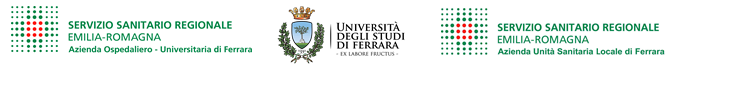 SERVIZIO SANITARIO REGIONALE
EMILIA-ROMAGNA
Azienda Ospedaliero - Universitaria di Ferrara
UNIVERSITÀ
DEGLI STUDI
DI FERRARA
- EX LABORE FRUCTUS -
SERVIZIO SANITARIO REGIONALE
EMILIA-ROMAGNA
Azienda Unità Sanitaria Locale di Ferrara